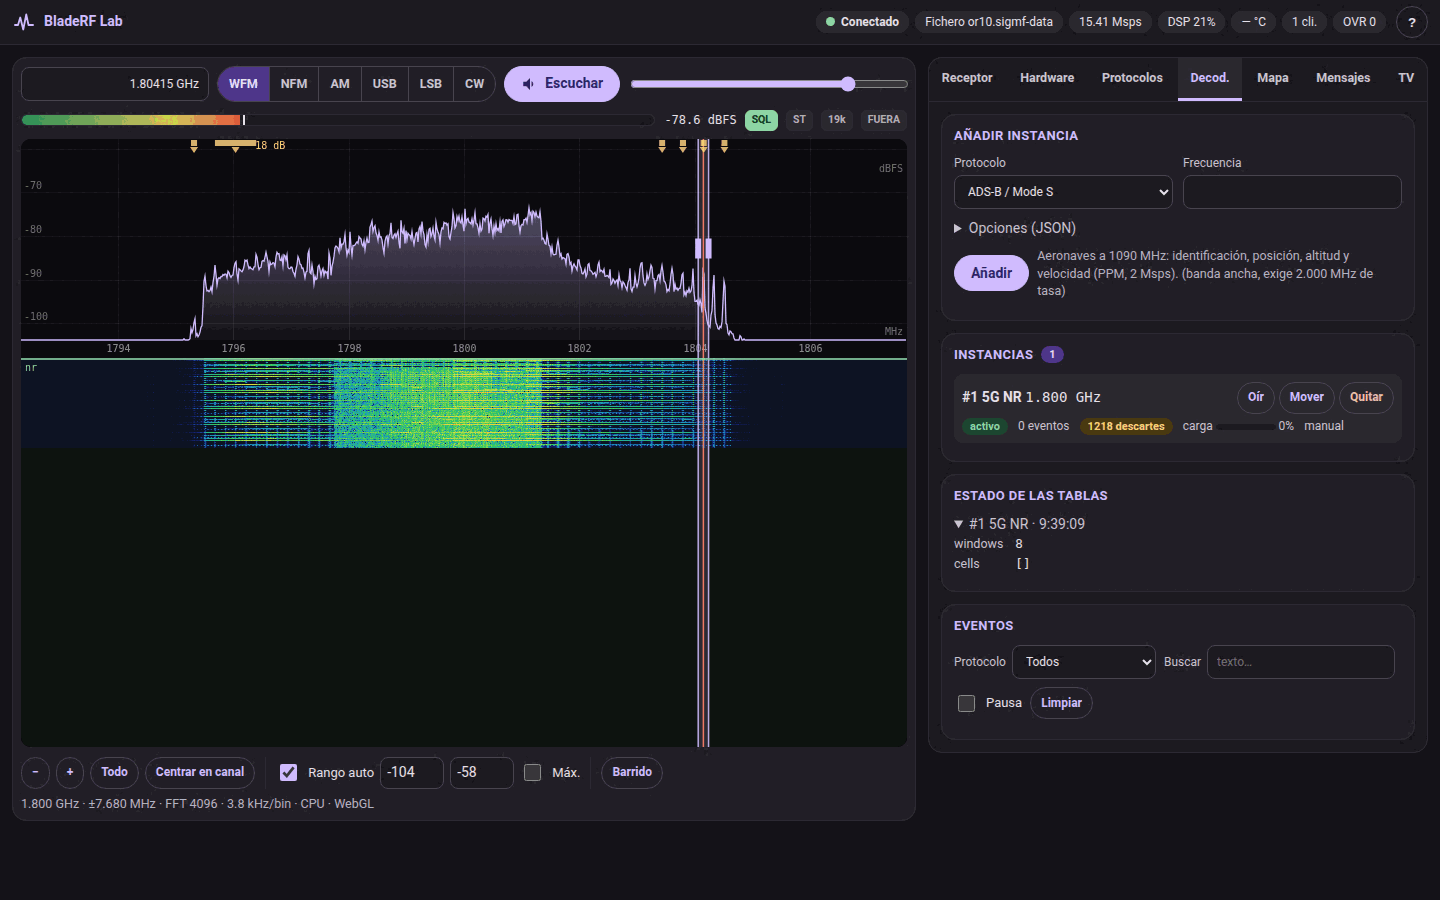 BladeRF Lab
Conectado
Fichero or10.sigmf-data
15.41 Msps
DSP 21%
— °C
1 cli.
OVR 0
?
1.80415 GHz
WFM
NFM
AM
USB
LSB
CW
Escuchar
-78.6 dBFS
SQL
ST
19k
FUERA
18 dB
dBFS
-70
-80
-90
-100
MHz
1794
1796
1798
1800
1802
1804
1806
nr
−
+
Todo
Centrar en canal
Rango auto
-104
-58
Máx.
Barrido
1.800 GHz · ±7.680 MHz · FFT 4096 · 3.8 kHz/bin · CPU · WebGL
Receptor
Hardware
Protocolos
Decod.
Mapa
Mensajes
TV
AÑADIR INSTANCIA
Protocolo
Frecuencia
ADS-B / Mode S
Opciones (JSON)
Añadir
Aeronaves a 1090 MHz: identificación, posición, altitud y
velocidad (PPM, 2 Msps). (banda ancha, exige 2.000 MHz de
tasa)
INSTANCIAS 1
#1 5G NR 1.800 GHz
Oír
Mover
Quitar
activo
0 eventos
1218 descartes
carga
0%
manual
ESTADO DE LAS TABLAS
#1 5G NR · 9:39:09
windows 8
cells []
EVENTOS
Protocolo
Todos
Buscar
texto…
Pausa
Limpiar